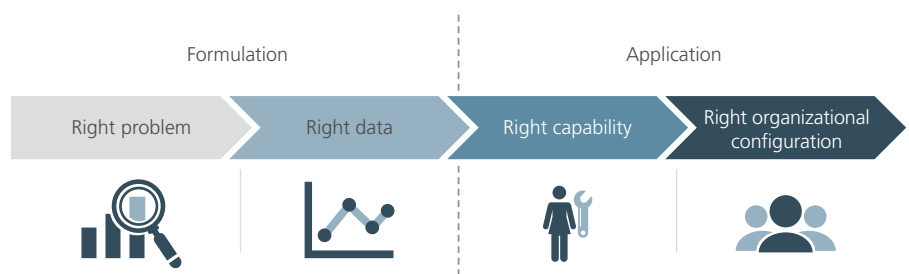 Formulation
Application
Right problem
Right data
Right capability
Right organizational
configuration